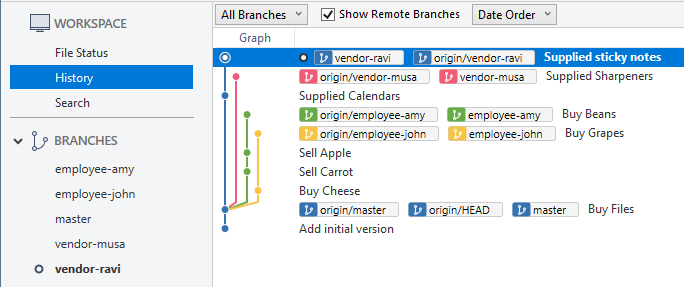 WORKSPACE
File Status
History
Search
BRANCHES
employee-amy
employee-john
master
vendor-musa
vendor-ravi
All Branches Show Remote Branches Date Order
Graph
vendor-ravi origin/vendor-ravi Supplied sticky notes
origin/vendor-musa vendor-musa Supplied Sharpeners
Supplied Calendars
origin/employee-amy employee-amy Buy Beans
origin/employee-john employee-john Buy Grapes
Sell Apple
Sell Carrot
Buy Cheese
origin/master origin/HEAD master Buy Files
Add initial version